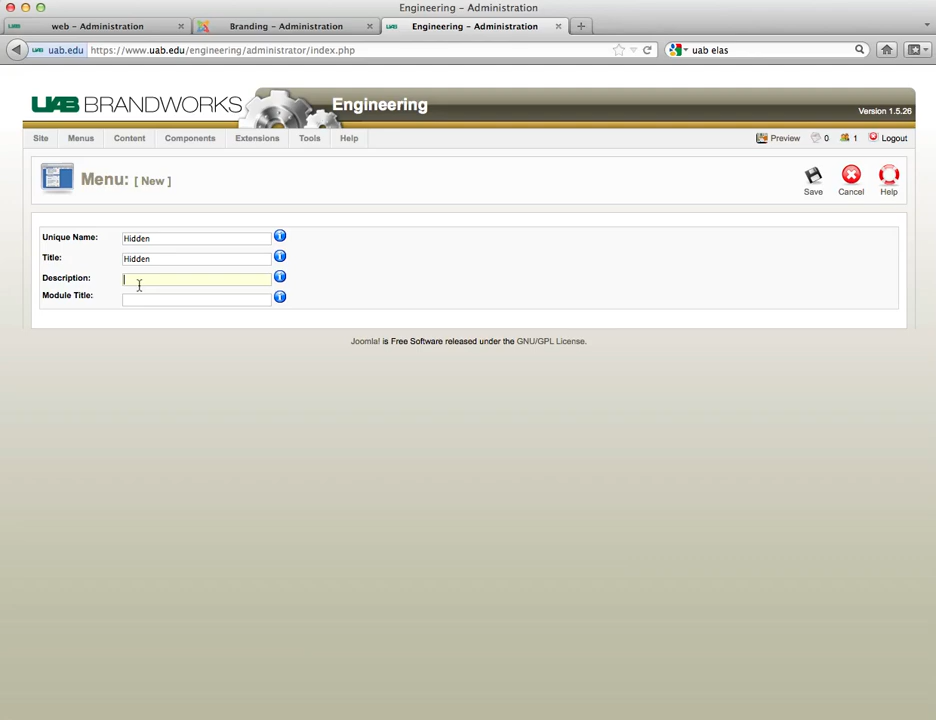 Engineering – Administration
web – Administration
Branding – Administration
Engineering – Administration
uab.edu
https://www.uab.edu/engineering/administrator/index.php
uab elas
UAB BRANDWORKS
Engineering
Version 1.5.26
Site Menus Content Components Extensions Tools Help
Preview 0 1 Logout
Menu: [ New ]
Save Cancel Help
Unique Name: Hidden
Title: Hidden
Description:
Module Title:
Joomla! is Free Software released under the GNU/GPL License.